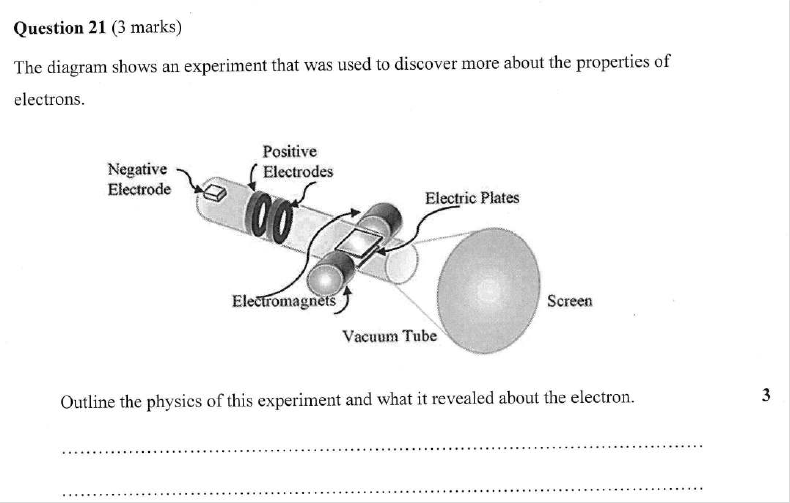 Question 21 (3 marks)
The diagram shows an experiment that was used to discover more about the properties of
electrons.
Positive
Electrodes
Negative
Electrode
Electric Plates
Electromagnets
Screen
Vacuum Tube
Outline the physics of this experiment and what it revealed about the electron.
3